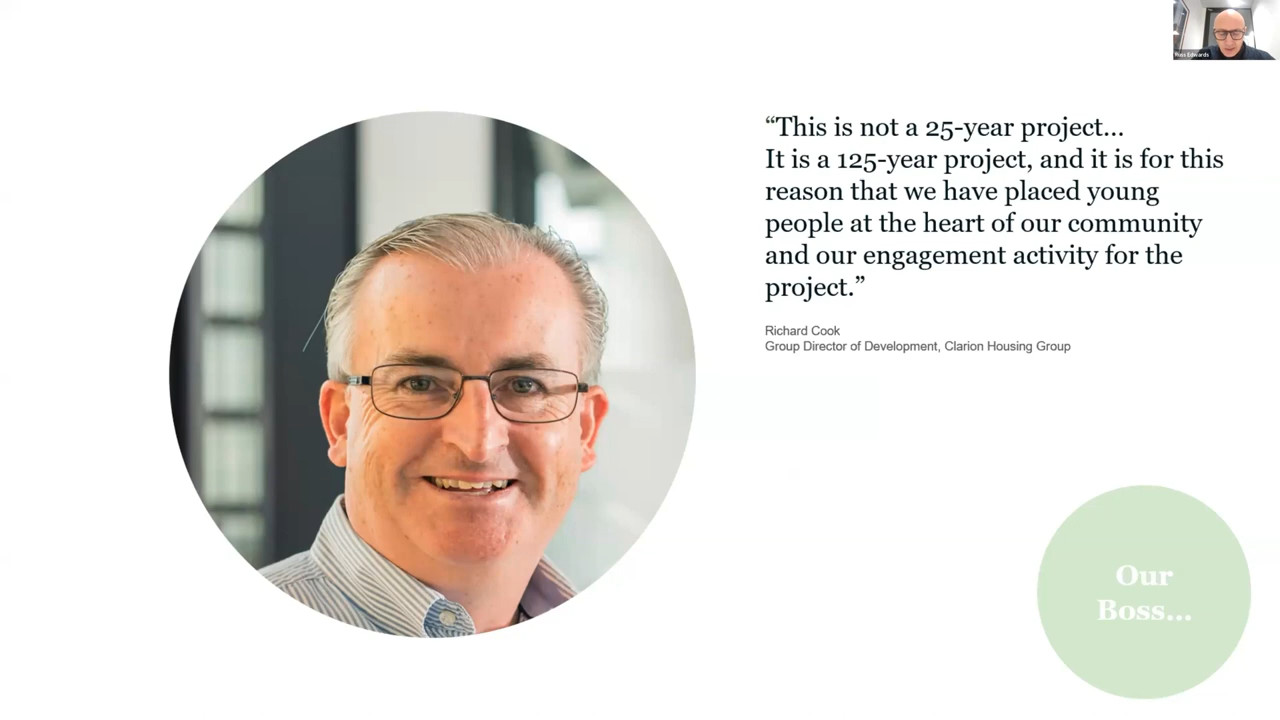 Ross Edwards
“This is not a 25-year project...
It is a 125-year project, and it is for this
reason that we have placed young
people at the heart of our community
and our engagement activity for the
project.”
Richard Cook
Group Director of Development, Clarion Housing Group
Our
Boss...